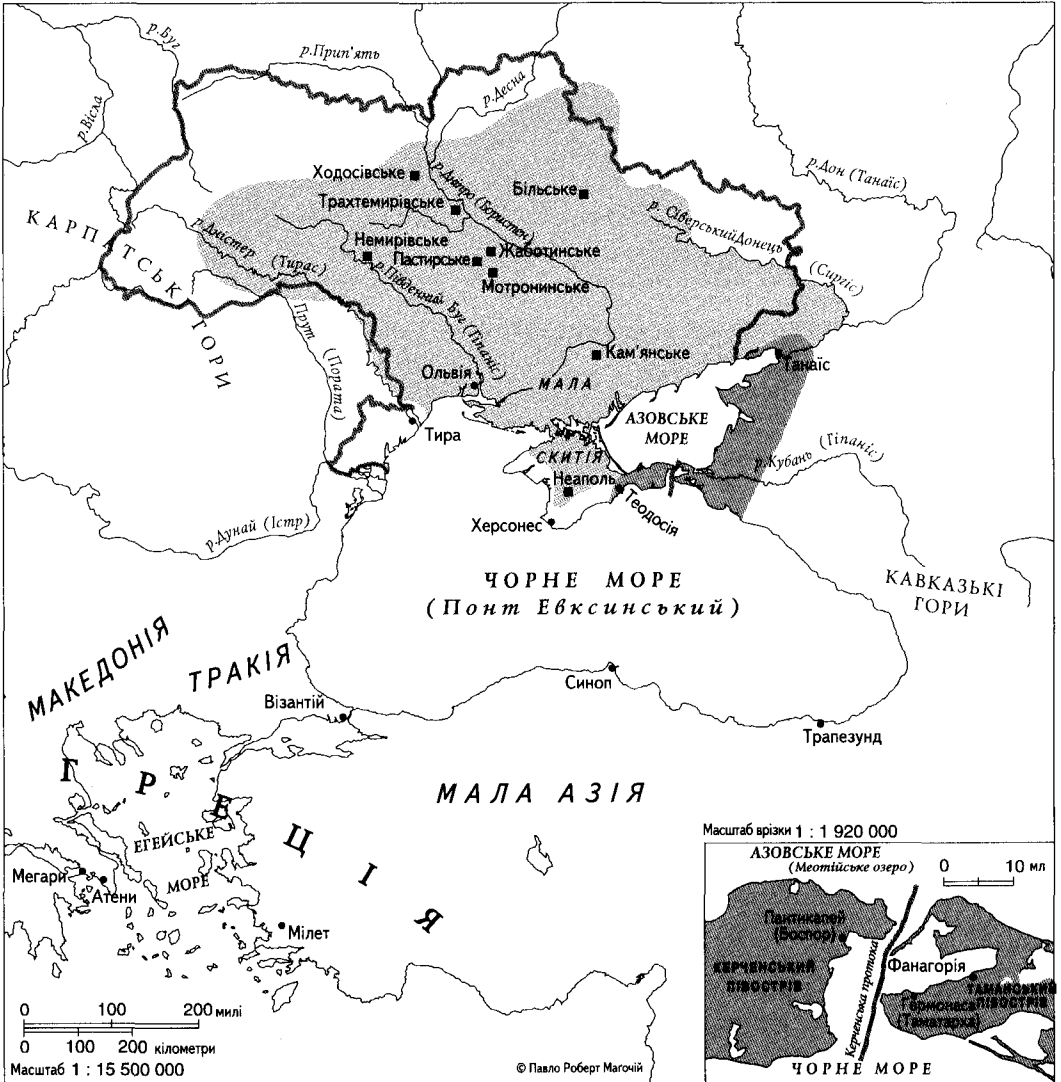 р.Буг
р.Прип'ять
р.Десна
р.Вісла
р.Дон (Танаїс)
Ходосівське
р.Дніпро (Бористен)
Більське
Трахтемирівське
р.Сіверський Донець
(Сиргіс)
КАРПАТСЬКІ ГОРИ
р.Дністер
(Тирас)
Немирівське
Жаботинське
Пастирське
Мотронинське
р.Південний Буг (Гіпаніс)
Прут (Пората)
Кам'янське
Танаїс
Ольвія
МАЛА
СКИТІЯ
АЗОВСЬКЕ
МОРЕ
Тира
р.Кубань (Гіпаніс)
Неаполь
Теодосія
Херсонес
р.Дунай (Істр)
ЧОРНЕ МОРЕ
(Понт Евксинський)
КАВКАЗЬКІ
ГОРИ
МАКЕДОНІЯ
ТРАКІЯ
Синоп
Візантій
Трапезунд
ГРЕЦІЯ
МАЛА АЗІЯ
ЕГЕЙСЬКЕ
МОРЕ
Мегари
Атени
Мілет
0 100 200 милі
0 100 200 кілометри
Масштаб 1 : 15 500 000
© Павло Роберт Магочій
Масштаб врізки 1 : 1 920 000
АЗОВСЬКЕ МОРЕ
(Меотійське озеро)
0 10 мл
Пантикапей
(Боспор)
КЕРЧЕНСЬКИЙ
ПІВОСТРІВ
Керченська протока
Фанагорія
ТАМАНСЬКИЙ
ПІВОСТРІВ
Гермонаса
(Таматарха)
ЧОРНЕ МОРЕ